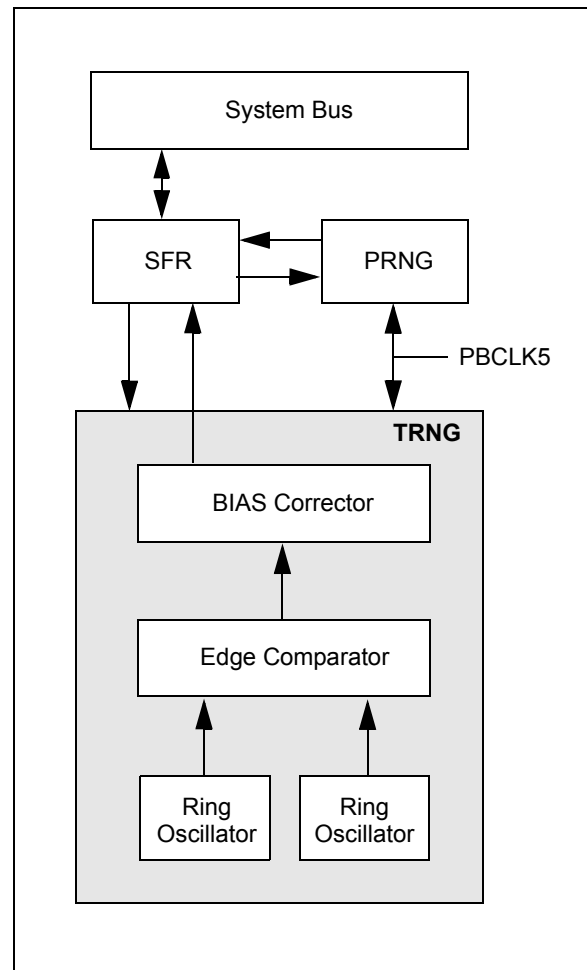 System Bus
SFR
PRNG
PBCLK5
TRNG
BIAS Corrector
Edge Comparator
Ring
Oscillator
Ring
Oscillator